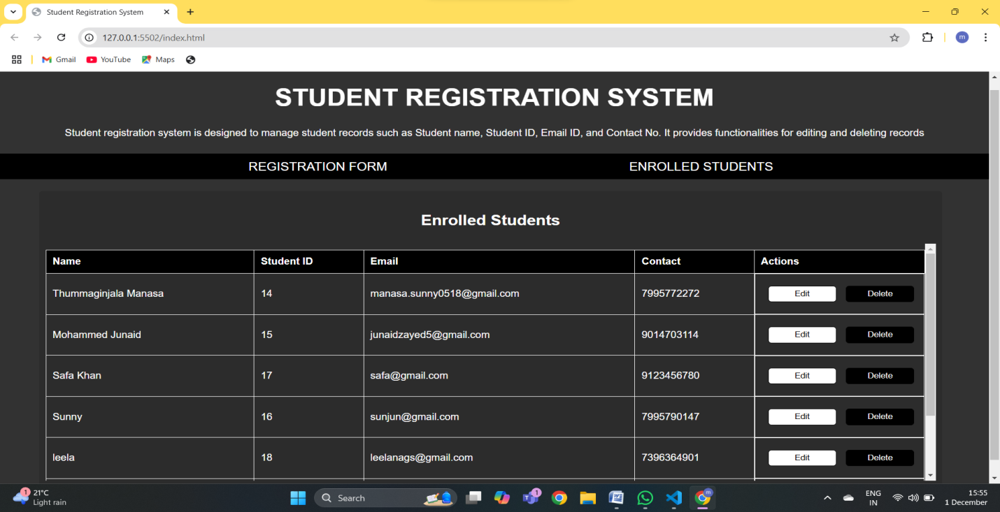 Student Registration System
127.0.0.1:5502/index.html
m
Gmail YouTube Maps
STUDENT REGISTRATION SYSTEM
Student registration system is designed to manage student records such as Student name, Student ID, Email ID, and Contact No. It provides functionalities for editing and deleting records
REGISTRATION FORM ENROLLED STUDENTS
Enrolled Students
Name Student ID Email Contact Actions
Thummaginjala Manasa 14 manasa.sunny0518@gmail.com 7995772272 Edit Delete
Mohammed Junaid 15 junaidzayed5@gmail.com 9014703114 Edit Delete
Safa Khan 17 safa@gmail.com 9123456780 Edit Delete
Sunny 16 sunjun@gmail.com 7995790147 Edit Delete
leela 18 leelanags@gmail.com 7396364901 Edit Delete
1 21°C
Light rain
Search
1
m
ENG
IN
15:55
1 December